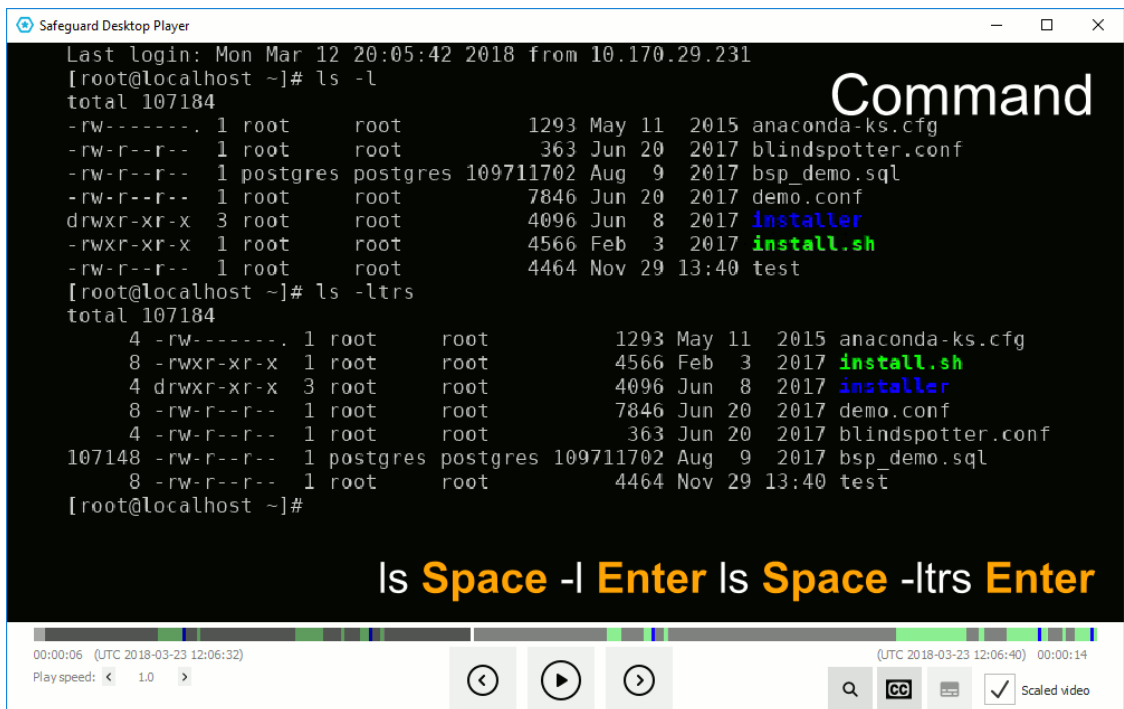 Safeguard Desktop Player
Last login: Mon Mar 12 20:05:42 2018 from 10.170.29.231
[root@localhost ~]# ls -l
Command
total 107184
-rw-------. 1 root     root          1293 May 11  2015 anaconda-ks.cfg
-rw-r--r--  1 root     root           363 Jun 20  2017 blindspotter.conf
-rw-r--r--  1 postgres postgres 109711702 Aug  9  2017 bsp_demo.sql
-rw-r--r--  1 root     root          7846 Jun 20  2017 demo.conf
drwxr-xr-x  3 root     root          4096 Jun  8  2017 installer
-rwxr-xr-x  1 root     root          4566 Feb  3  2017 install.sh
-rw-r--r--  1 root     root          4464 Nov 29 13:40 test
[root@localhost ~]# ls -ltrs
total 107184
     4 -rw-------. 1 root     root          1293 May 11  2015 anaconda-ks.cfg
     8 -rwxr-xr-x  1 root     root          4566 Feb  3  2017 install.sh
     4 drwxr-xr-x  3 root     root          4096 Jun  8  2017 installer
     8 -rw-r--r--  1 root     root          7846 Jun 20  2017 demo.conf
     4 -rw-r--r--  1 root     root           363 Jun 20  2017 blindspotter.conf
107148 -rw-r--r--  1 postgres postgres 109711702 Aug  9  2017 bsp_demo.sql
     8 -rw-r--r--  1 root     root          4464 Nov 29 13:40 test
[root@localhost ~]#
ls Space -l Enter ls Space -ltrs Enter
00:00:06 (UTC 2018-03-23 12:06:32)
(UTC 2018-03-23 12:06:40) 00:00:14
Play speed: < 1.0 >
CC
Scaled video